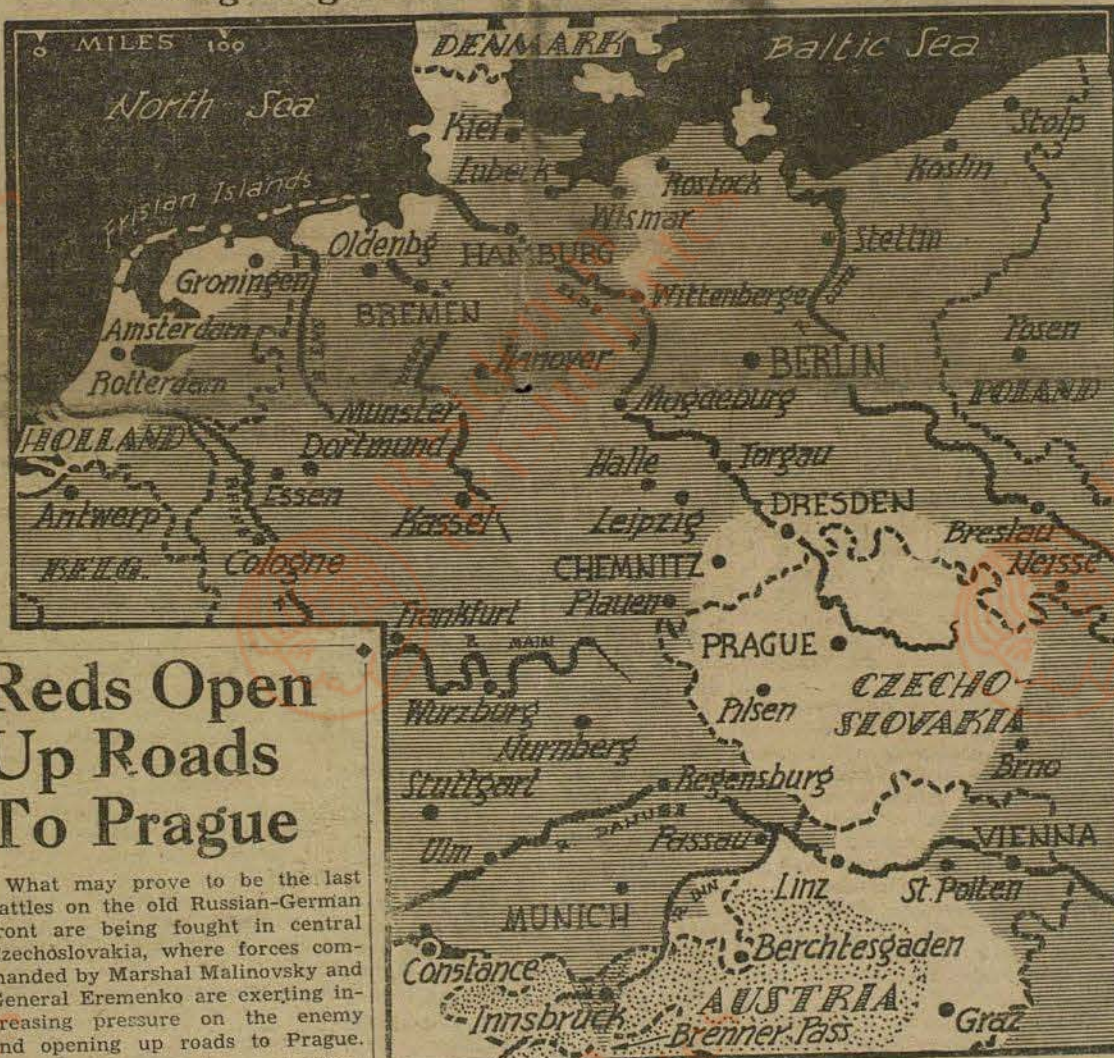 0 MILES 100
DENMARK
Baltic Sea
North Sea
Kiel
Stolp
Lubeck
Koslin
Rostock
Frisian Islands
Wismar
Oldenbg
HAMBURG
Stettin
Groningen
Wittenberge
BREMEN
Amsterdam
Posen
Hanover
BERLIN
Rotterdam
POLAND
Munster
Magdeburg
HOLLAND
Dortmund
Halle
Torgau
Essen
RHINE
DRESDEN
Antwerp
Kassel
Leipzig
Breslau
BELG.
Cologne
CHEMNITZ
Neisse
Plauen
Frankfurt
R. MAIN
PRAGUE
CZECHO-
SLOVAKIA
Wurzburg
Pilsen
Nurnberg
Brno
Stuttgart
Regensburg
R. DANUBE
Passau
VIENNA
Ulm
R. INN
Linz
St.Polten
MUNICH
Berchtesgaden
Constance
AUSTRIA
Innsbruck
Graz
Brenner Pass
Reds Open
Up Roads
To Prague
What may prove to be the last
attles on the old Russian-German
ront are being fought in central
zechoslovakia, where forces com-
manded by Marshal Malinovsky and
General Eremenko are exerting in-
reasing pressure on the enemy
nd opening up roads to Prague.